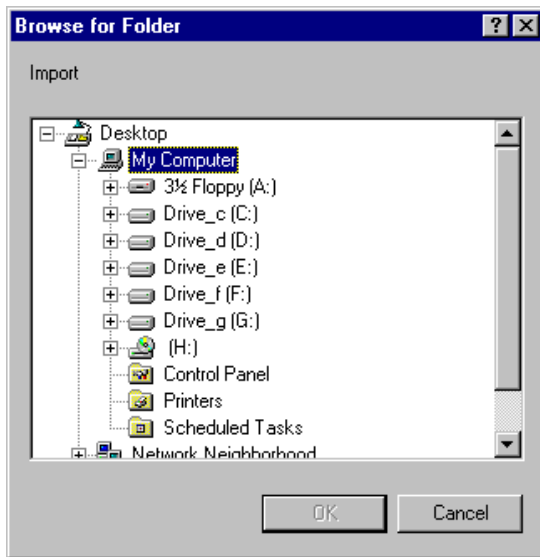 Browse for Folder
Import
Desktop
My Computer
3½ Floppy (A:)
Drive_c (C:)
Drive_d (D:)
Drive_e (E:)
Drive_f (F:)
Drive_g (G:)
(H:)
Control Panel
Printers
Scheduled Tasks
Network Neighborhood
OK Cancel